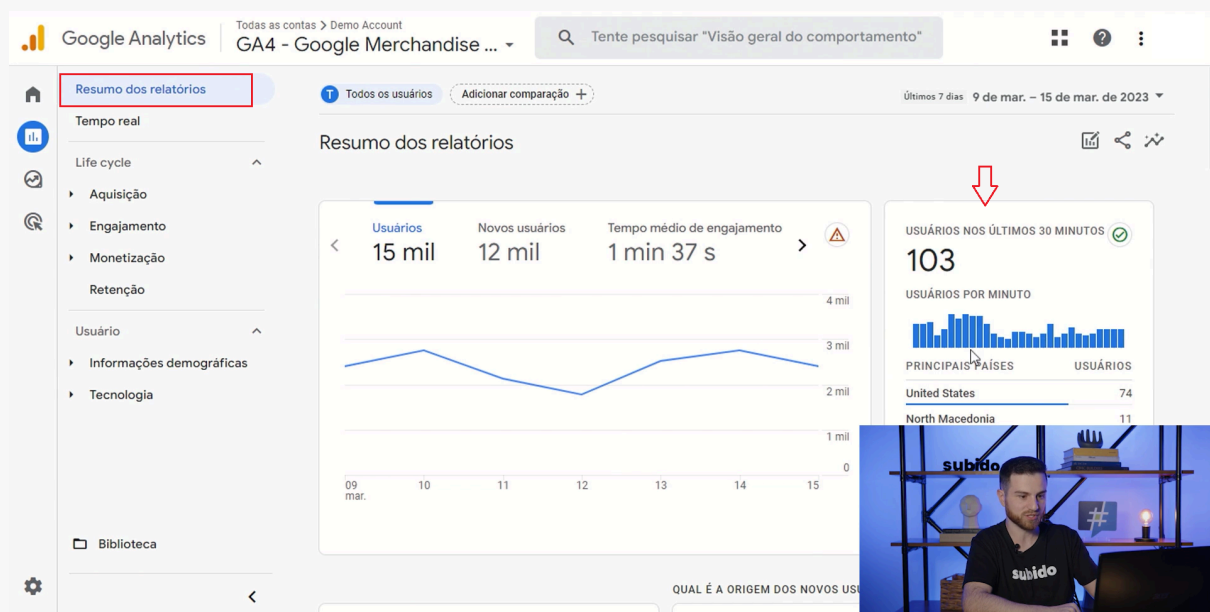 Google Analytics
Todas as contas > Demo Account
GA4 - Google Merchandise ...
Tente pesquisar "Visão geral do comportamento"
Resumo dos relatórios
Tempo real
Life cycle
Aquisição
Engajamento
Monetização
Retenção
Usuário
Informações demográficas
Tecnologia
Biblioteca
T Todos os usuários
Adicionar comparação +
Últimos 7 dias 9 de mar. – 15 de mar. de 2023
Resumo dos relatórios
Usuários Novos usuários Tempo médio de engajamento
15 mil 12 mil 1 min 37 s
4 mil
3 mil
2 mil
1 mil
0
09 10 11 12 13 14 15
mar.
USUÁRIOS NOS ÚLTIMOS 30 MINUTOS
103
USUÁRIOS POR MINUTO
PRINCIPAIS PAÍSES USUÁRIOS
United States 74
North Macedonia 11
QUAL É A ORIGEM DOS NOVOS USU
subido
#
subido